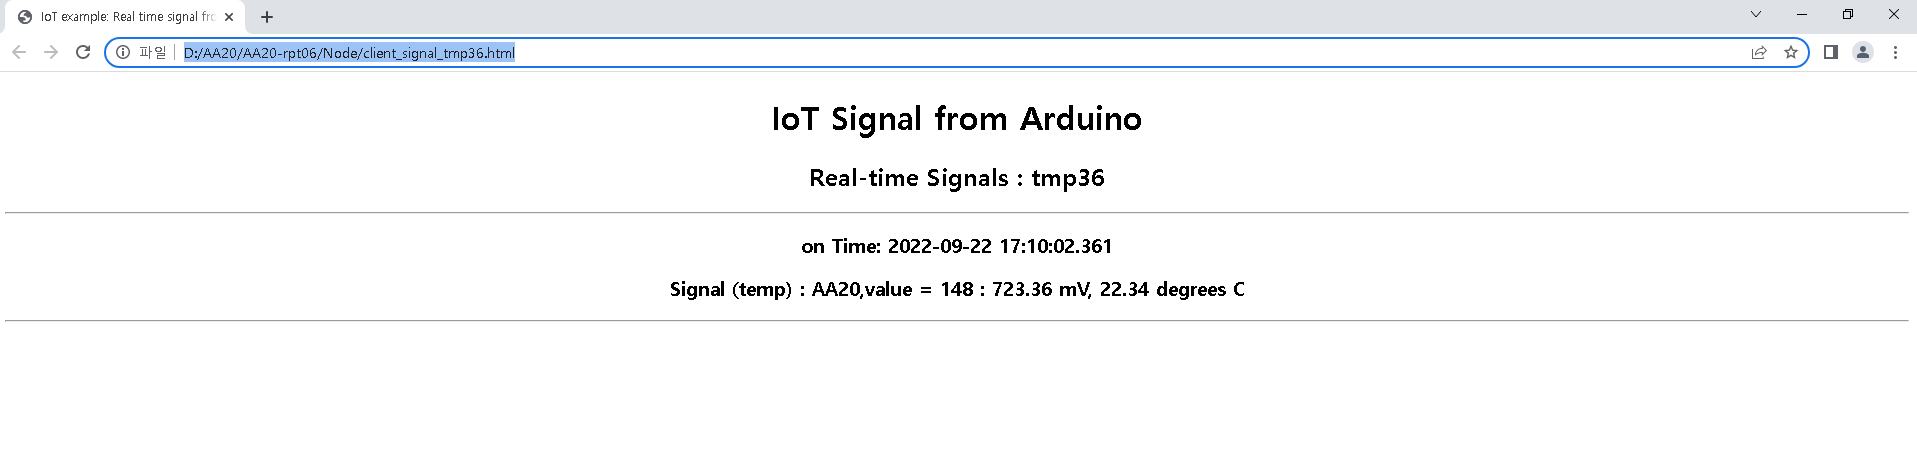 IoT example: Real time signal fro
파일
D:/AA20/AA20-rpt06/Node/client_signal_tmp36.html
IoT Signal from Arduino
Real-time Signals : tmp36
on Time: 2022-09-22 17:10:02.361
Signal (temp) : AA20,value = 148 : 723.36 mV, 22.34 degrees C